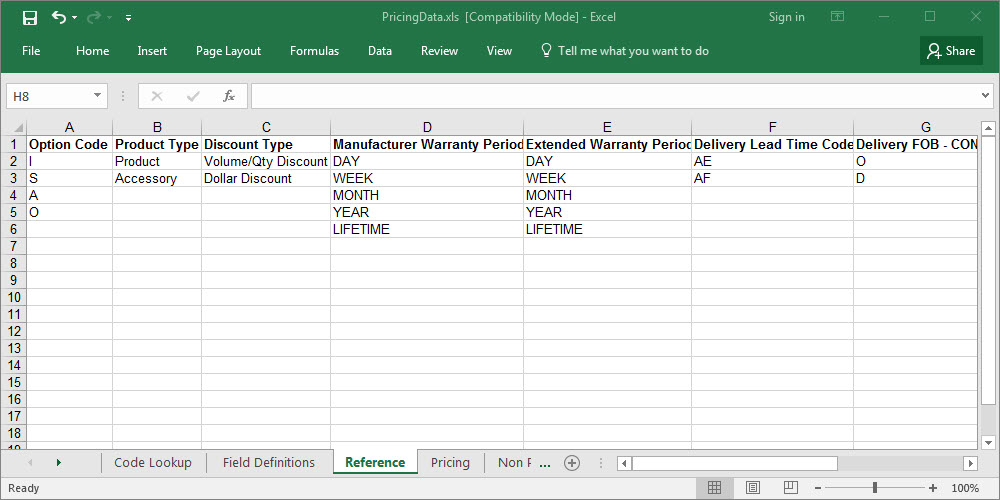 PricingData.xls [Compatibility Mode] - Excel Sign in
File Home Insert Page Layout Formulas Data Review View Tell me what you want to do Share
H8 fx
A B C D E F G
1 Option Code Product Type Discount Type Manufacturer Warranty Period Extended Warranty Period Delivery Lead Time Code Delivery FOB - CON
2 I Product Volume/Qty Discount DAY DAY AE O
3 S Accessory Dollar Discount WEEK WEEK AF D
4 A MONTH MONTH
5 O YEAR YEAR
6 LIFETIME LIFETIME
7
8
9
10
11
12
13
14
15
16
17
18
19
Code Lookup Field Definitions Reference Pricing Non P ...
Ready 100%